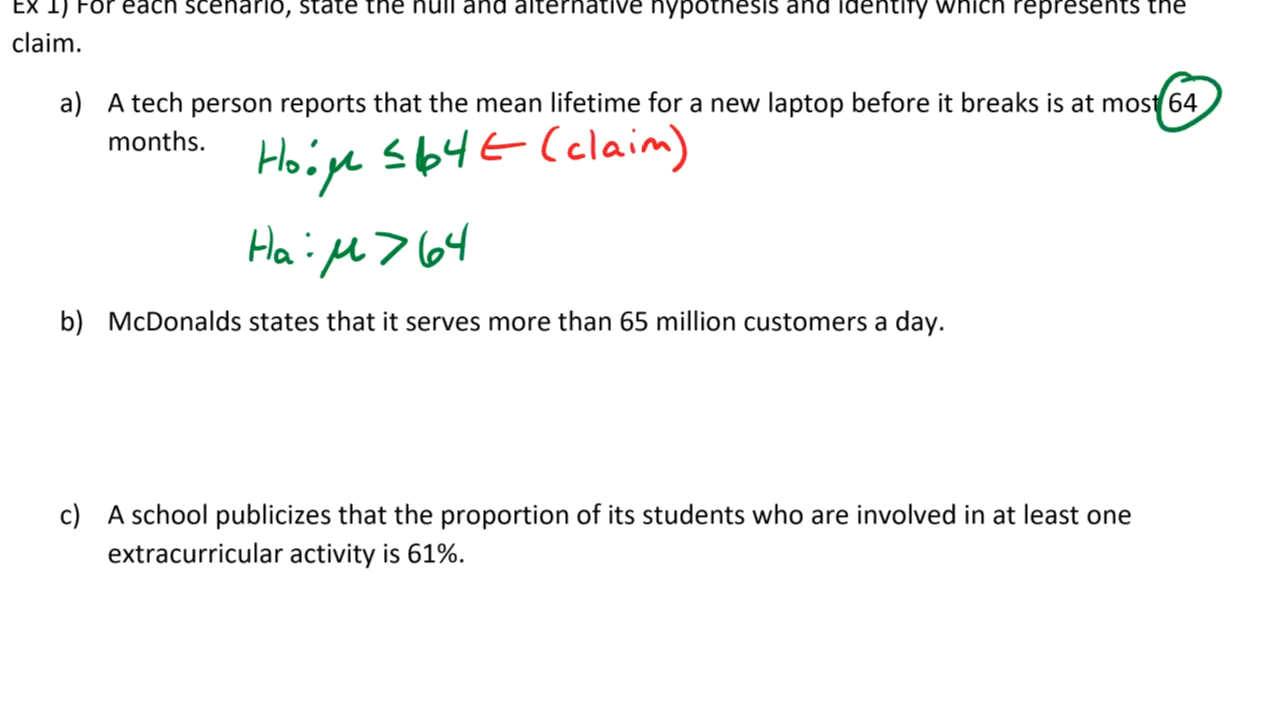 Ex 1) For each scenario, state the null and alternative hypothesis and identify which represents the
claim.
a) A tech person reports that the mean lifetime for a new laptop before it breaks is at most 64
months.
Ho: μ ≤ 64 ← (claim)
Ha: μ > 64
b) McDonalds states that it serves more than 65 million customers a day.
c) A school publicizes that the proportion of its students who are involved in at least one
extracurricular activity is 61%.